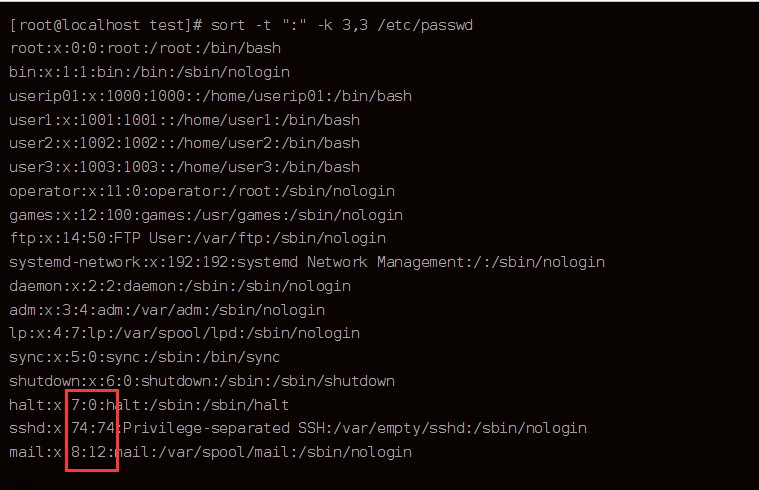 [root@localhost test]# sort -t ":" -k 3,3 /etc/passwd
root:x:0:0:root:/root:/bin/bash
bin:x:1:1:bin:/bin:/sbin/nologin
userip01:x:1000:1000::/home/userip01:/bin/bash
user1:x:1001:1001::/home/user1:/bin/bash
user2:x:1002:1002::/home/user2:/bin/bash
user3:x:1003:1003::/home/user3:/bin/bash
operator:x:11:0:operator:/root:/sbin/nologin
games:x:12:100:games:/usr/games:/sbin/nologin
ftp:x:14:50:FTP User:/var/ftp:/sbin/nologin
systemd-network:x:192:192:systemd Network Management:/:/sbin/nologin
daemon:x:2:2:daemon:/sbin:/sbin/nologin
adm:x:3:4:adm:/var/adm:/sbin/nologin
lp:x:4:7:lp:/var/spool/lpd:/sbin/nologin
sync:x:5:0:sync:/sbin:/bin/sync
shutdown:x:6:0:shutdown:/sbin:/sbin/shutdown
halt:x:7:0:halt:/sbin:/sbin/halt
sshd:x:74:74:Privilege-separated SSH:/var/empty/sshd:/sbin/nologin
mail:x:8:12:mail:/var/spool/mail:/sbin/nologin